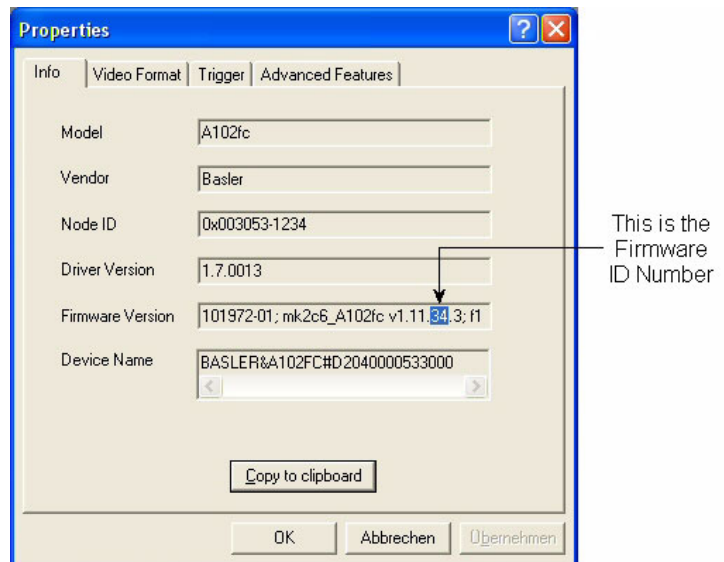 Properties
Info Video Format Trigger Advanced Features
Model A102fc
Vendor Basler
Node ID 0x003053-1234
Driver Version 1.7.0013
Firmware Version 101972-01; mk2c6_A102fc v1.11.34.3; f1
Device Name BASLER&A102FC#D2040000533000
Copy to clipboard
OK Abbrechen Übernehmen
This is the
Firmware
ID Number